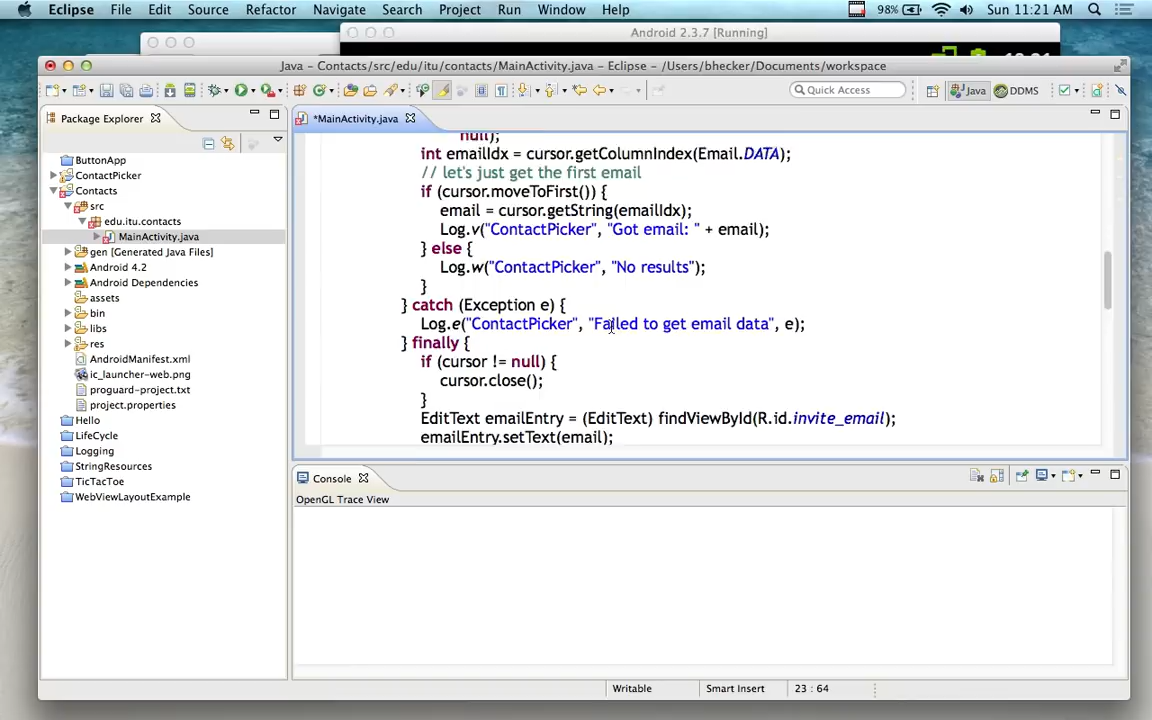 Eclipse File Edit Source Refactor Navigate Search Project Run Window Help 98% Sun 11:21 AM
Android 2.3.7 [Running]
Java - Contacts/src/edu/itu/contacts/MainActivity.java - Eclipse - /Users/bhecker/Documents/workspace
Quick Access Java DDMS
Package Explorer
*MainActivity.java
ButtonApp
ContactPicker
Contacts
src
edu.itu.contacts
MainActivity.java
gen [Generated Java Files]
Android 4.2
Android Dependencies
assets
bin
libs
res
AndroidManifest.xml
ic_launcher-web.png
proguard-project.txt
project.properties
Hello
LifeCycle
Logging
StringResources
TicTacToe
WebViewLayoutExample
null);
int emailIdx = cursor.getColumnIndex(Email.DATA);
// let's just get the first email
if (cursor.moveToFirst()) {
email = cursor.getString(emailIdx);
Log.v("ContactPicker", "Got email: " + email);
} else {
Log.w("ContactPicker", "No results");
}
} catch (Exception e) {
Log.e("ContactPicker", "Failed to get email data", e);
} finally {
if (cursor != null) {
cursor.close();
}
EditText emailEntry = (EditText) findViewById(R.id.invite_email);
emailEntry.setText(email);
Console
OpenGL Trace View
Writable Smart Insert 23 : 64